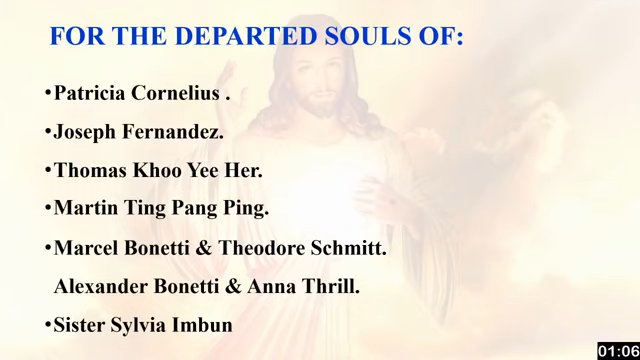 FOR THE DEPARTED SOULS OF:
•Patricia Cornelius .
•Joseph Fernandez.
•Thomas Khoo Yee Her.
•Martin Ting Pang Ping.
•Marcel Bonetti & Theodore Schmitt.
Alexander Bonetti & Anna Thrill.
•Sister Sylvia Imbun
01:06